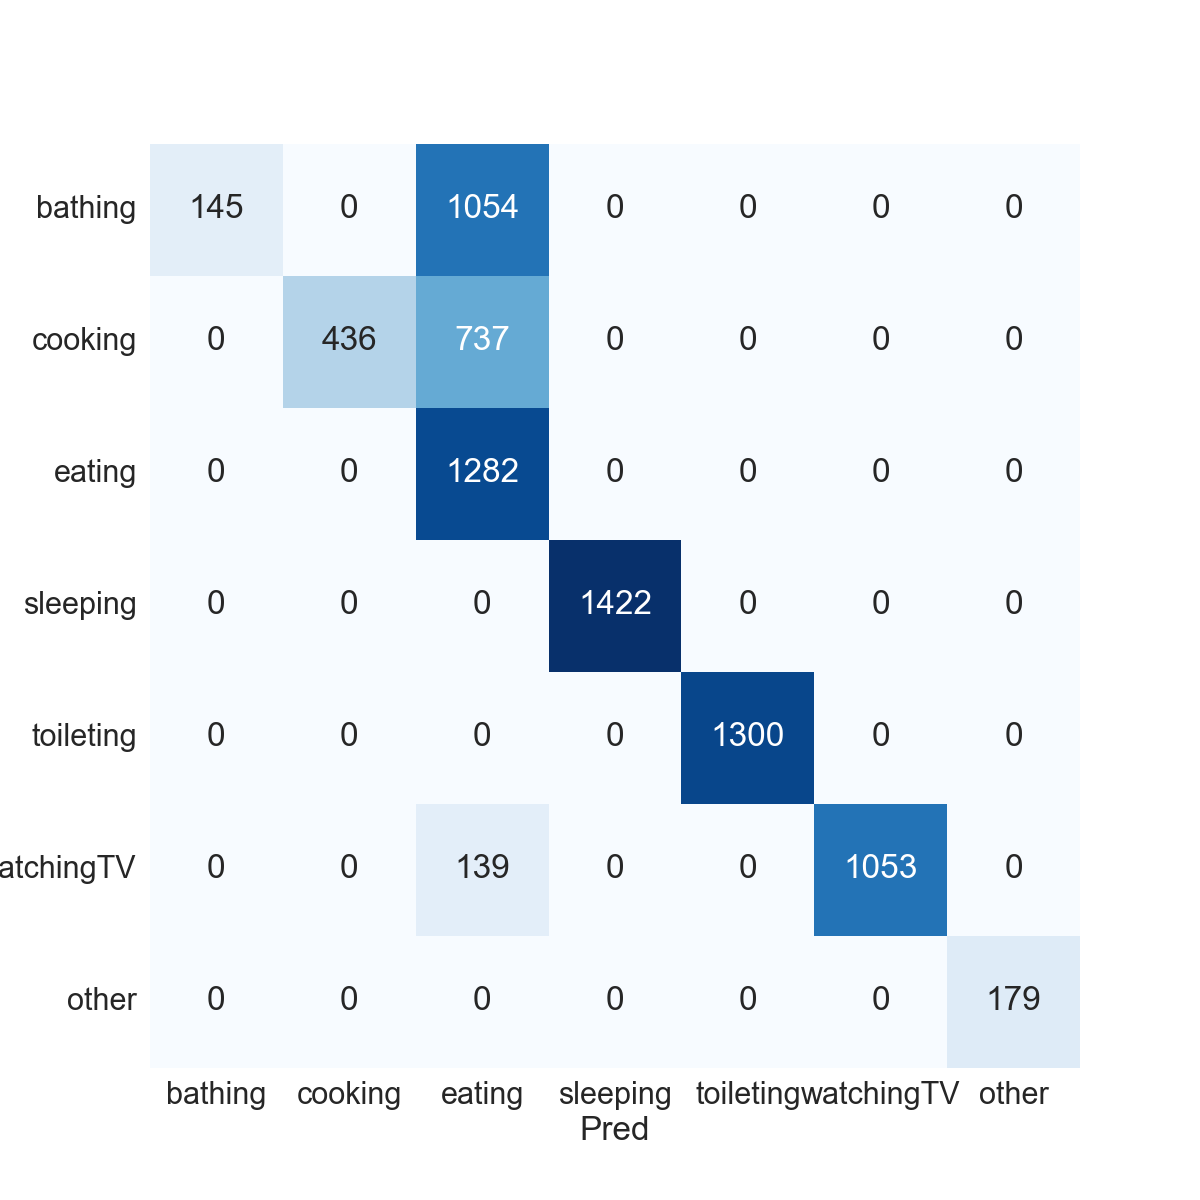 bathing 145 0 1054 0 0 0 0
cooking 0 436 737 0 0 0 0
eating 0 0 1282 0 0 0 0
sleeping 0 0 0 1422 0 0 0
toileting 0 0 0 0 1300 0 0
atchingTV 0 0 139 0 0 1053 0
other 0 0 0 0 0 0 179
bathing cooking eating sleeping toileting watchingTV other
Pred